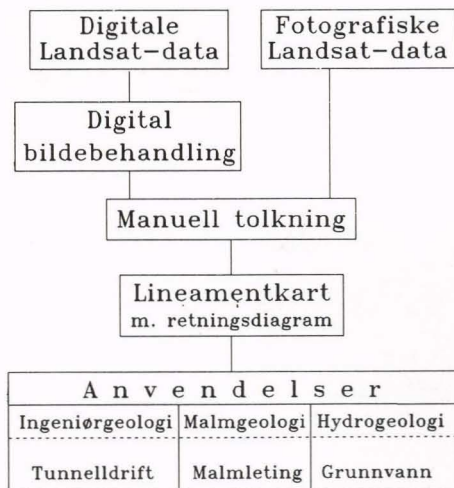 Digitale
Landsat-data
Fotografiske
Landsat-data
Digital
bildebehandling
Manuell tolkning
Lineamentkart
m. retningsdiagram
Anvendelser
Ingeniørgeologi Malmgeologi Hydrogeologi
Tunnelldrift Malmleting Grunnvann